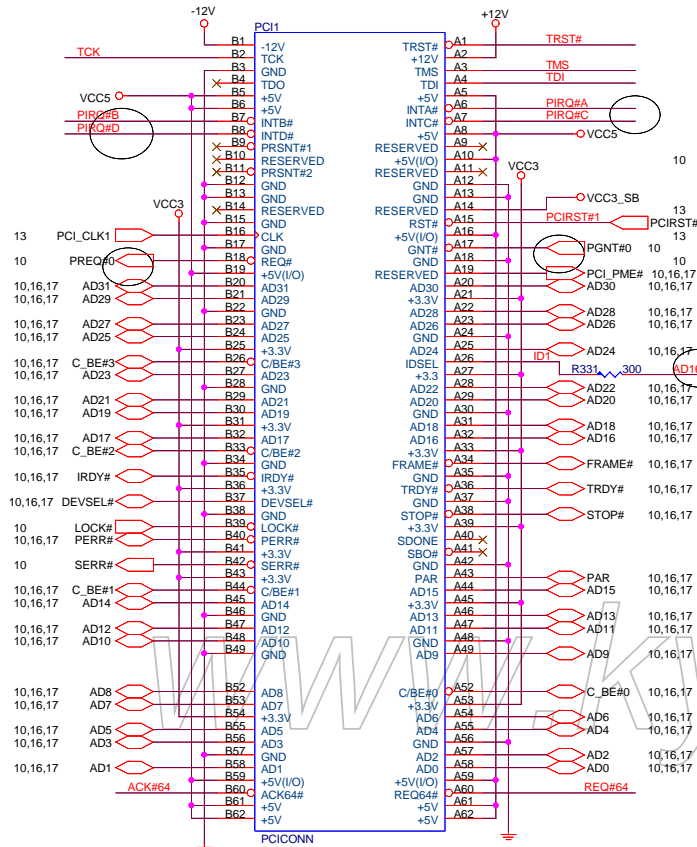 -12V +12V
PCI1
B1 -12V TRST# A1 TRST#
TCK B2 TCK +12V A2
B3 GND TMS A3 TMS
B4 TDO TDI A4 TDI
VCC5 B5 +5V +5V A5
B6 +5V INTA# A6 PIRQ#A
PIRQ#B B7 INTB# INTC# A7 PIRQ#C
PIRQ#D B8 INTD# +5V A8 VCC5
B9 PRSNT#1 RESERVED A9
B10 RESERVED +5V(I/O) A10 10
B11 PRSNT#2 RESERVED A11 VCC3
B12 GND GND A12
B13 GND GND A13
VCC3 B14 RESERVED RESERVED A14 VCC3_SB 13
B15 GND RST# A15 PCIRST#1 PCIRST#
13 PCI_CLK1 B16 CLK +5V(I/O) A16 13
B17 GND GNT# A17 PGNT#0 10
10 PREQ#0 B18 REQ# GND A18 10
B19 +5V(I/O) RESERVED A19 PCI_PME# 10,16,17
10,16,17 AD31 B20 AD31 AD30 A20 AD30 10,16,17
10,16,17 AD29 B21 AD29 +3.3V A21
B22 GND AD28 A22 AD28 10,16,17
10,16,17 AD27 B23 AD27 AD26 A23 AD26 10,16,17
10,16,17 AD25 B24 AD25 GND A24
B25 +3.3V AD24 A25 AD24 10,16,17
10,16,17 C_BE#3 B26 C/BE#3 IDSEL A26 ID1
10,16,17 AD23 B27 AD23 +3.3 A27 R331 300 AD16
B28 GND AD22 A28 AD22 10,16,17
10,16,17 AD21 B29 AD21 AD20 A29 AD20 10,16,17
10,16,17 AD19 B30 AD19 GND A30
B31 +3.3V AD18 A31 AD18 10,16,17
10,16,17 AD17 B32 AD17 AD16 A32 AD16 10,16,17
10,16,17 C_BE#2 B33 C/BE#2 +3.3V A33
B34 GND FRAME# A34 FRAME# 10,16,17
10,16,17 IRDY# B35 IRDY# GND A35
B36 +3.3V TRDY# A36 TRDY# 10,16,17
10,16,17 DEVSEL# B37 DEVSEL# GND A37
B38 GND STOP# A38 STOP# 10,16,17
10 LOCK# B39 LOCK# +3.3V A39
10,16,17 PERR# B40 PERR# SDONE A40
B41 +3.3V SBO# A41
10 SERR# B42 SERR# GND A42
B43 +3.3V PAR A43 PAR 10,16,17
10,16,17 C_BE#1 B44 C/BE#1 AD15 A44 AD15 10,16,17
10,16,17 AD14 B45 AD14 +3.3V A45
B46 GND AD13 A46 AD13 10,16,17
10,16,17 AD12 B47 AD12 AD11 A47 AD11 10,16,17
10,16,17 AD10 B48 AD10 GND A48
B49 GND AD9 A49 AD9 10,16,17
10,16,17 AD8 B52 AD8 C/BE#0 A52 C_BE#0 10,16,17
10,16,17 AD7 B53 AD7 +3.3V A53
B54 +3.3V AD6 A54 AD6 10,16,17
10,16,17 AD5 B55 AD5 AD4 A55 AD4 10,16,17
10,16,17 AD3 B56 AD3 GND A56
B57 GND AD2 A57 AD2 10,16,17
10,16,17 AD1 B58 AD1 AD0 A58 AD0 10,16,17
B59 +5V(I/O) +5V(I/O) A59
ACK#64 B60 ACK64# REQ64# A60 REQ#64
B61 +5V +5V A61
B62 +5V +5V A62
PCICONN
www.ky